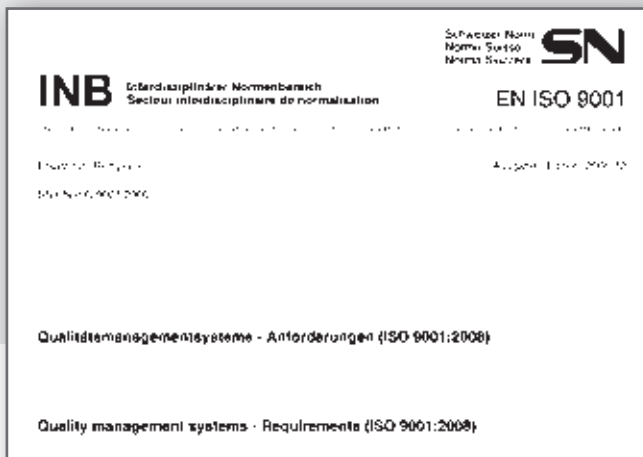 Schweizer Norm
Norme Suisse
Norma Svizzera
SN
INB
Interdisziplinärer Normenbereich
Secteur interdisciplinaire de normalisation
EN ISO 9001
Qualitätsmanagementsysteme - Anforderungen (ISO 9001:2008)
Quality management systems - Requirements (ISO 9001:2008)